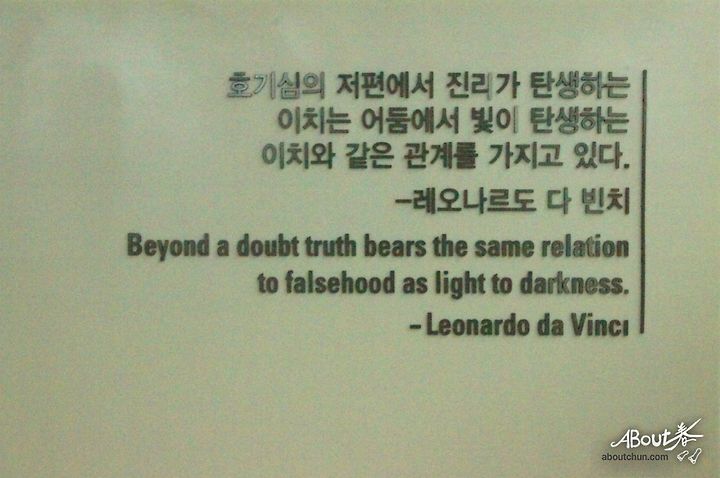 호기심의 저편에서 진리가 탄생하는
이치는 어둠에서 빛이 탄생하는
이치와 같은 관계를 가지고 있다.
-레오나르도 다 빈치
Beyond a doubt truth bears the same relation
to falsehood as light to darkness.
-Leonardo da Vinci
ABout춘
aboutchun.com